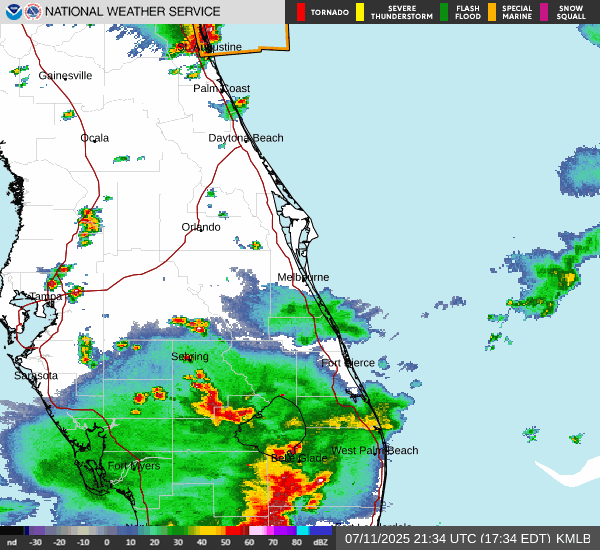 NATIONAL WEATHER SERVICE
TORNADO
SEVERE THUNDERSTORM
FLASH FLOOD
SPECIAL MARINE
SNOW SQUALL
St. Augustine
Gainesville
Palm Coast
Ocala
Daytona Beach
Orlando
Melbourne
Tampa
Sebring
Fort Pierce
Sarasota
West Palm Beach
Belle Glade
Fort Myers
nd -30 -20 -10 0 10 20 30 40 50 60 70 80 dBZ
07/11/2025 21:34 UTC (17:34 EDT) KMLB